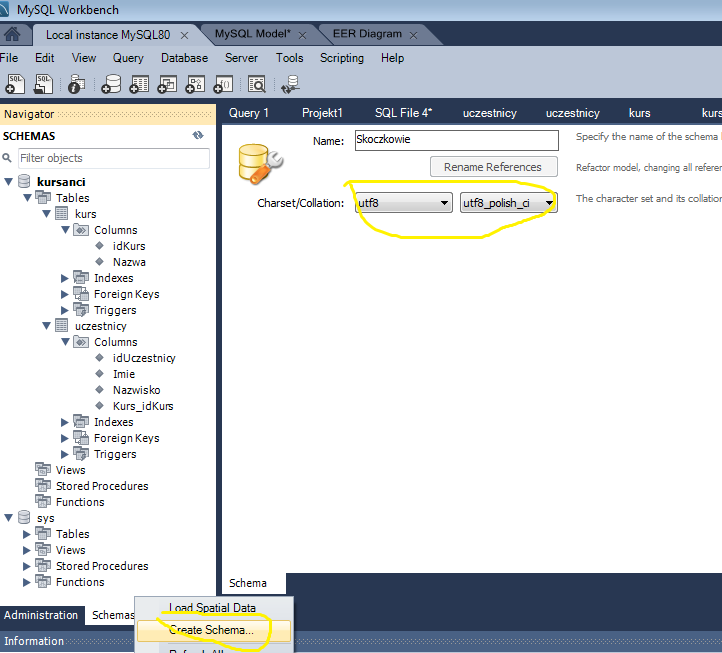 MySQL Workbench
Local instance MySQL80
MySQL Model*
EER Diagram
File Edit View Query Database Server Tools Scripting Help
Navigator
SCHEMAS
Filter objects
kursanci
Tables
kurs
Columns
idKurs
Nazwa
Indexes
Foreign Keys
Triggers
uczestnicy
Columns
idUczestnicy
Imie
Nazwisko
Kurs_idKurs
Indexes
Foreign Keys
Triggers
Views
Stored Procedures
Functions
sys
Tables
Views
Stored Procedures
Functions
Administration Schemas
Information
Query 1 Projekt1 SQL File 4* uczestnicy uczestnicy kurs kurs
Name: Skoczkowie Specify the name of the schema
Rename References Refactor model, changing all refere
Charset/Collation: utf8 utf8_polish_ci The character set and its collation
Schema
Load Spatial Data
Create Schema...
Refresh All